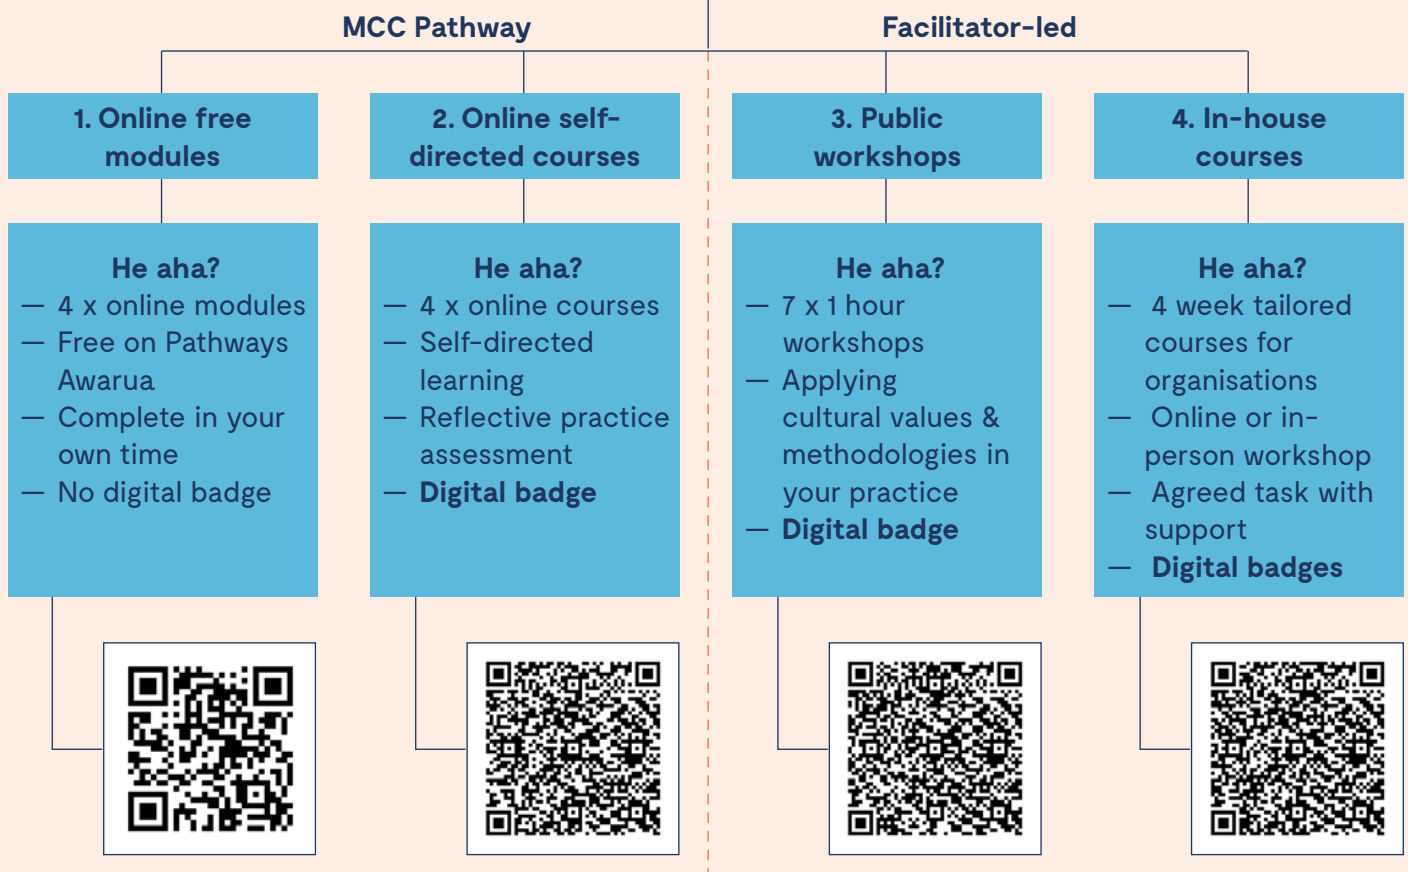 MCC Pathway
Facilitator-led
1. Online free
modules
He aha?
— 4 x online modules
— Free on Pathways
Awarua
— Complete in your
own time
— No digital badge
2. Online self-
directed courses
He aha?
— 4 x online courses
— Self-directed
learning
— Reflective practice
assessment
— Digital badge
3. Public
workshops
He aha?
— 7 x 1 hour
workshops
— Applying
cultural values &
methodologies in
your practice
— Digital badge
4. In-house
courses
He aha?
— 4 week tailored
courses for
organisations
— Online or in-
person workshop
— Agreed task with
support
— Digital badges